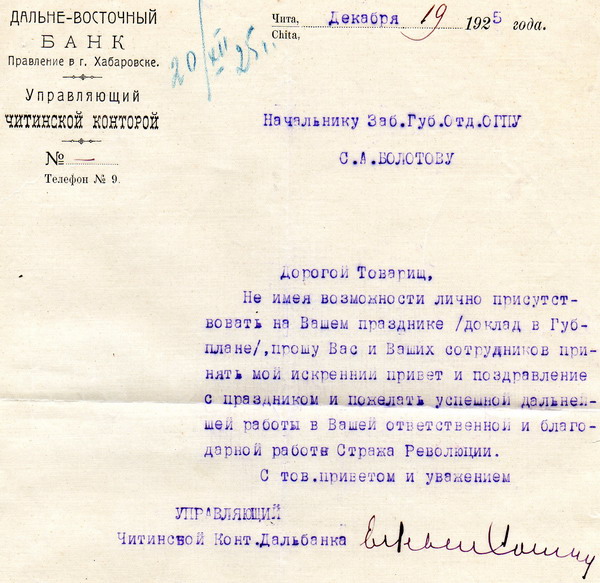 ДАЛЬНЕ-ВОСТОЧНЫЙ
БАНК
Правление в г. Хабаровске.
Управляющий
ЧИТИНСКОЙ КОНТОРОЙ
№ —
Телефон № 9.
20/XII 25 г.
Чита, Декабря 19 1925 года.
Chita,
Начальнику Заб.Губ.Отд.ОГПУ
С.А.БОЛОТОВУ
Дорогой Товарищ,
Не имея возможности лично присутст-
вовать на Вашем празднике /доклад в Губ-
плане/,прошу Вас и Ваших сотрудников при-
нять мой искренний привет и поздравление
с праздником и пожелать успешной дальней-
шей работы в Вашей ответственной и благо-
дарной работе Стража Революции.
С тов.приветом и уважением
УПРАВЛЯЮЩИЙ
Читинской Конт.Дальбанка